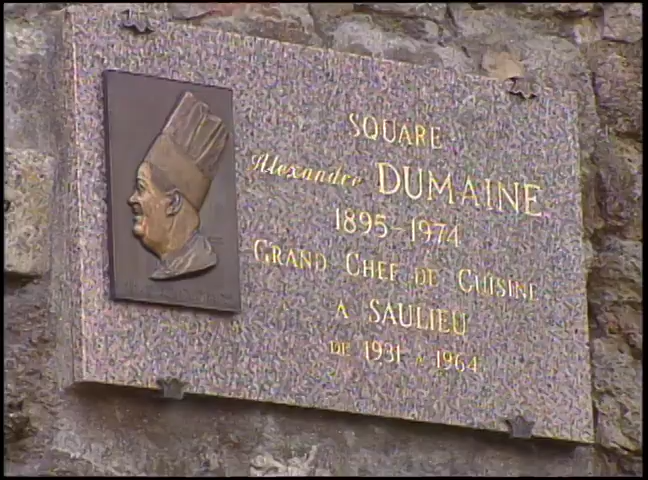 SQUARE
Alexandre DUMAINE
1895-1974
GRAND CHEF DE CUISINE
A SAULIEU
DE 1931 A 1964